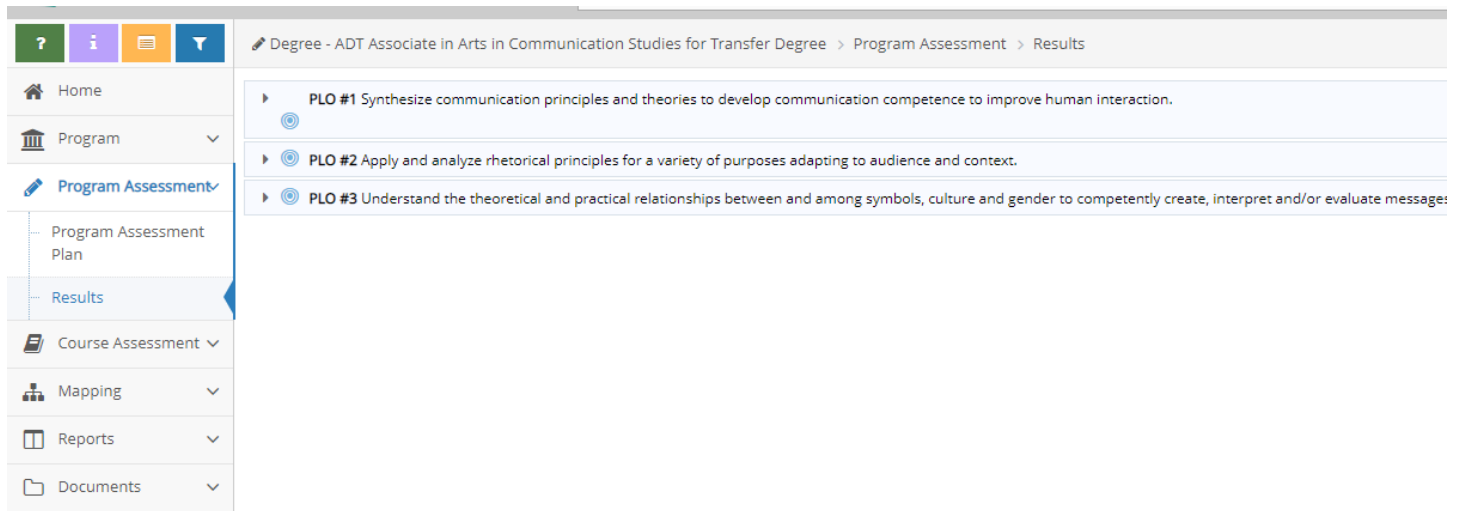 ? i
Degree - ADT Associate in Arts in Communication Studies for Transfer Degree > Program Assessment > Results
Home
Program
Program Assessment
Program Assessment
Plan
Results
Course Assessment
Mapping
Reports
Documents
PLO #1 Synthesize communication principles and theories to develop communication competence to improve human interaction.
PLO #2 Apply and analyze rhetorical principles for a variety of purposes adapting to audience and context.
PLO #3 Understand the theoretical and practical relationships between and among symbols, culture and gender to competently create, interpret and/or evaluate messages